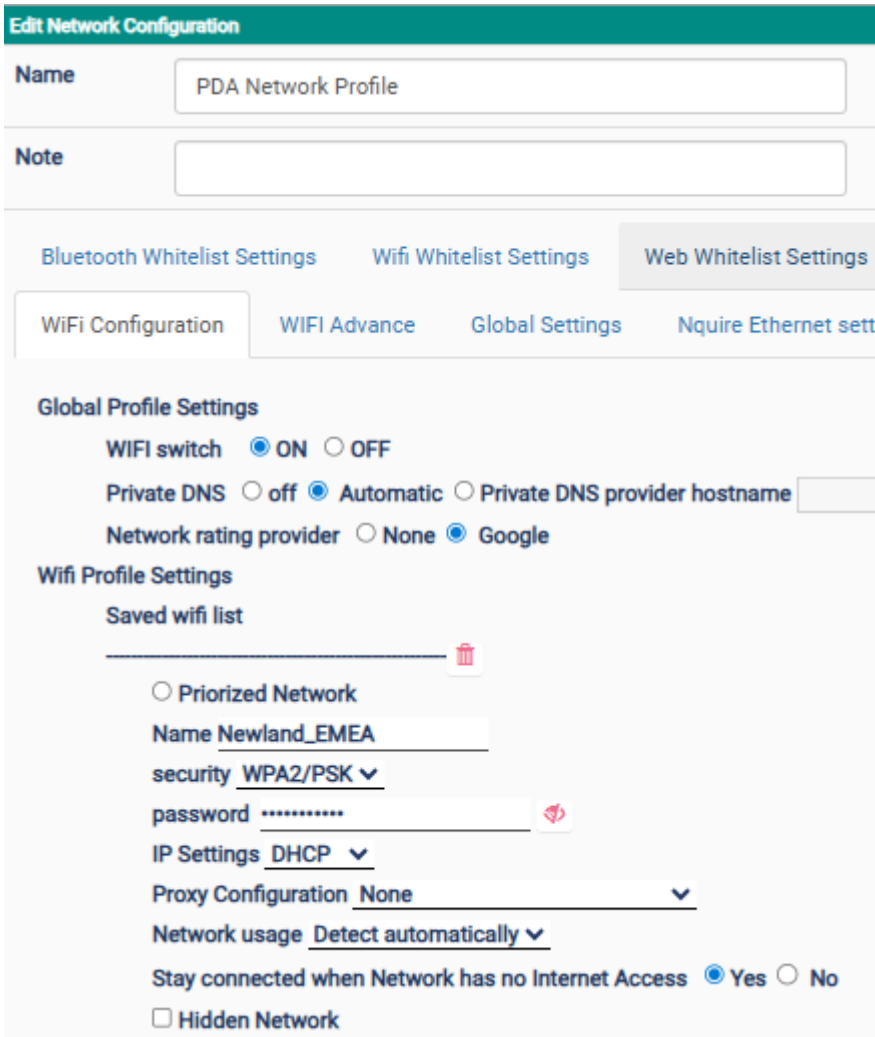 Edit Network Configuration
Name PDA Network Profile
Note
Bluetooth Whitelist Settings Wifi Whitelist Settings Web Whitelist Settings
WiFi Configuration WIFI Advance Global Settings Nquire Ethernet sett
Global Profile Settings
WIFI switch ON OFF
Private DNS off Automatic Private DNS provider hostname
Network rating provider None Google
Wifi Profile Settings
Saved wifi list
Priorized Network
Name Newland_EMEA
security WPA2/PSK
password •••••••••••
IP Settings DHCP
Proxy Configuration None
Network usage Detect automatically
Stay connected when Network has no Internet Access Yes No
Hidden Network